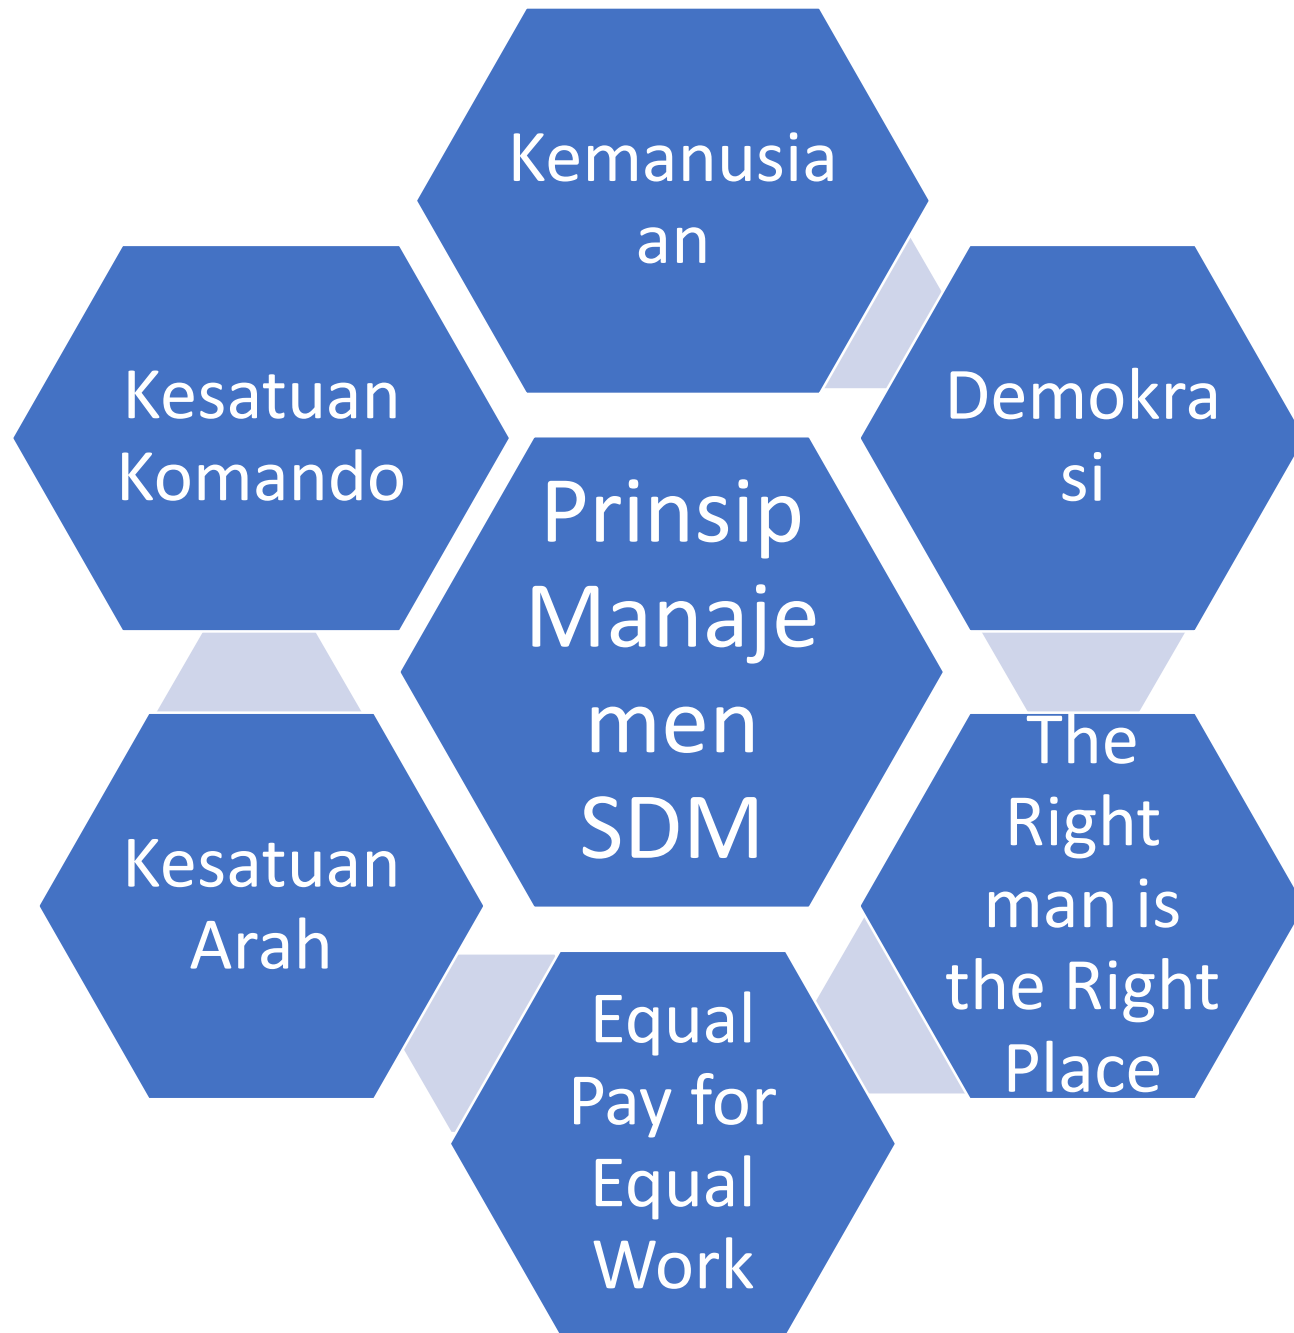 Kemanusia
an
Demokra
si
The
Right
man is
the Right
Place
Equal
Pay for
Equal
Work
Kesatuan
Arah
Kesatuan
Komando
Prinsip
Manaje
men
SDM